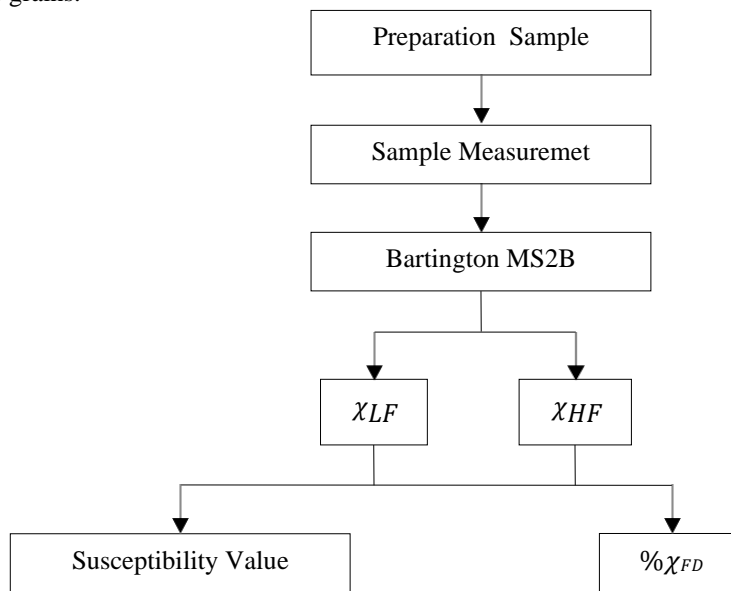 grams.
Preparation Sample
Sample Measuremet
Bartington MS2B
χLF
χHF
Susceptibility Value
%χFD